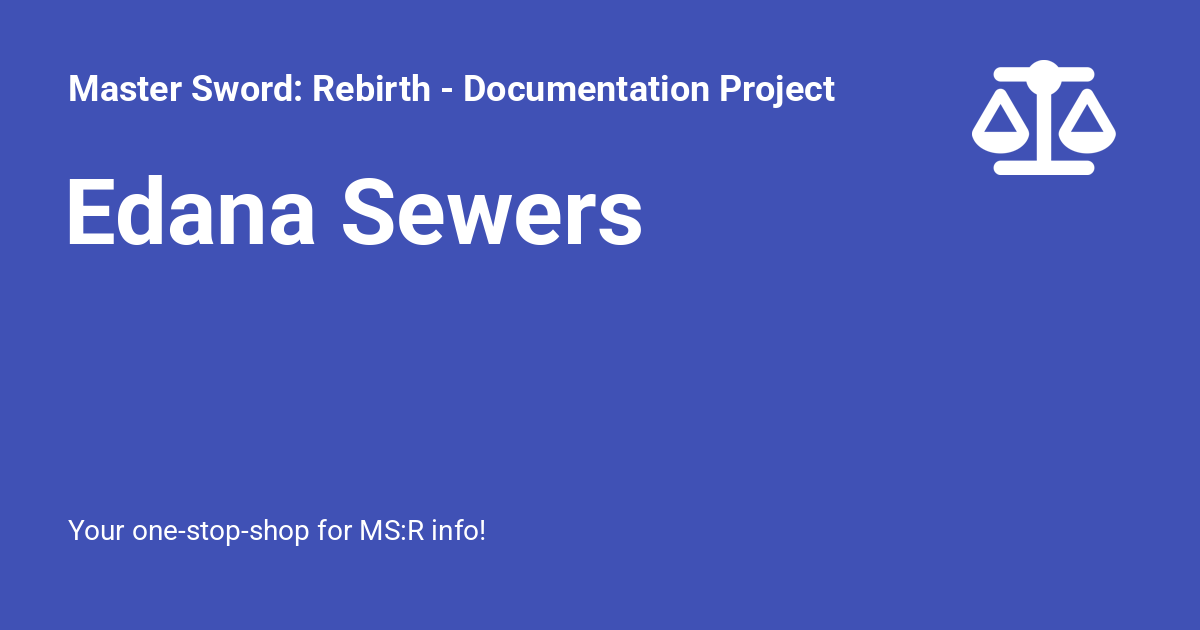 Master Sword: Rebirth - Documentation Project
Edana Sewers
Your one-stop-shop for MS:R info!